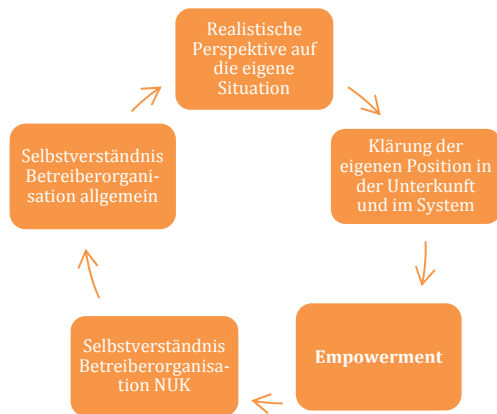 Realistische
Perspektive auf
die eigene
Situation
Klärung der
eigenen Position in
der Unterkunft
und im System
Empowerment
Selbstverständnis
Betreiberorganisa-
tion NUK
Selbstverständnis
Betreiberorgani-
sation allgemein